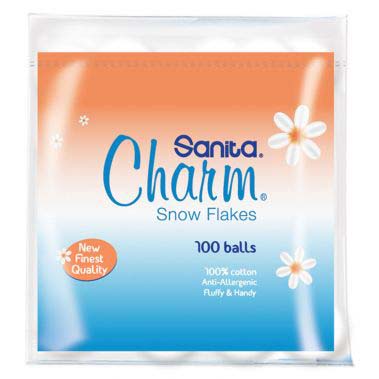 Sanita®
Charm®
Snow Flakes
100 balls
New
Finest
Quality
100% cotton
Anti-Allergenic
Fluffy & Handy